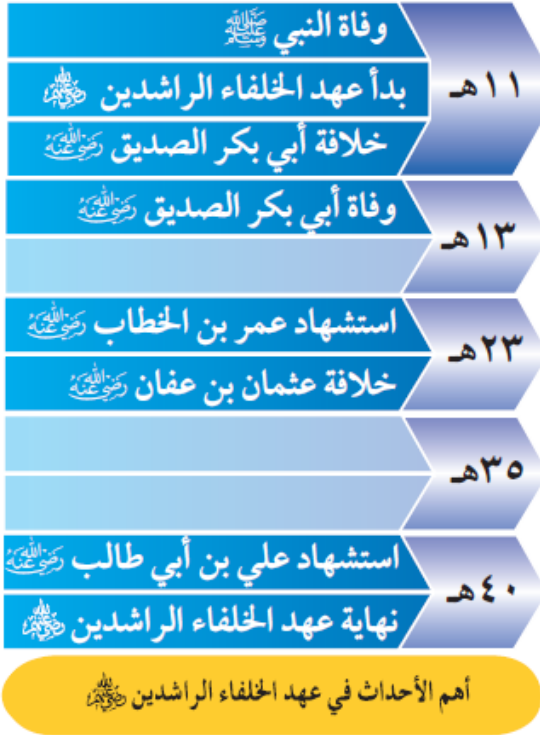 ١١هـ
وفاة النبي ﷺ
بدأ عهد الخلفاء الراشدين رضي الله عنهم
خلافة أبي بكر الصديق رضي الله عنه
١٣هـ
وفاة أبي بكر الصديق رضي الله عنه
٢٣هـ
استشهاد عمر بن الخطاب رضي الله عنه
خلافة عثمان بن عفان رضي الله عنه
٣٥هـ
٤٠هـ
استشهاد علي بن أبي طالب رضي الله عنه
نهاية عهد الخلفاء الراشدين رضي الله عنهم
أهم الأحداث في عهد الخلفاء الراشدين رضي الله عنهم